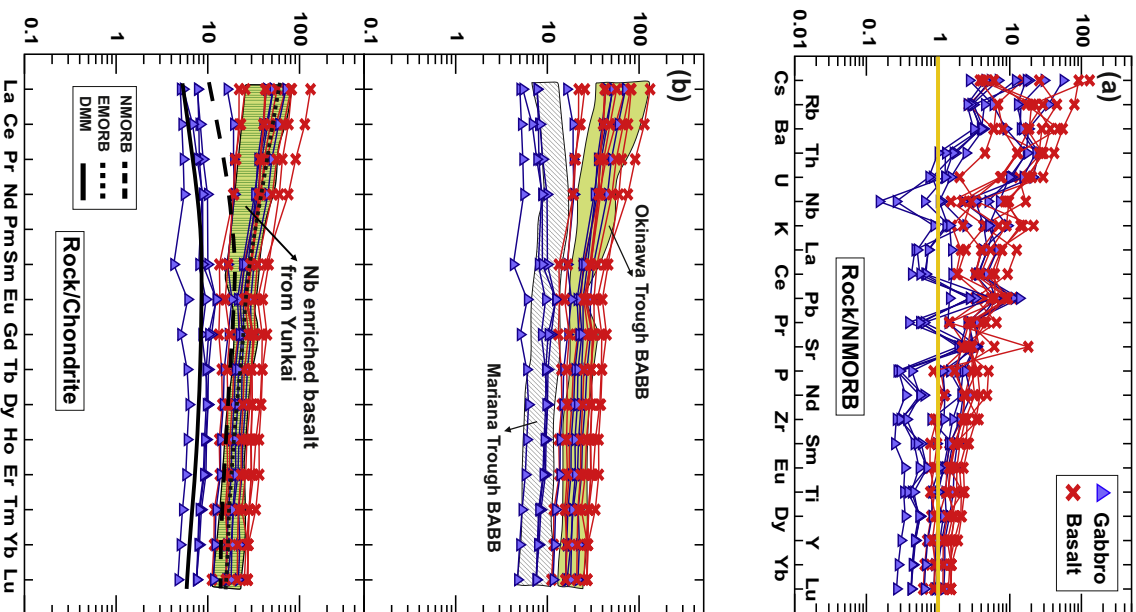 (a)
Gabbro
Basalt
Rock/NMORB
100
10
1
0.1
0.01
Cs Rb Ba Th U Nb K La Ce Pb Pr Sr P Nd Zr Sm Eu Ti Dy Y Yb Lu
(b)
100
10
1
0.1
Okinawa Trough BABB
Mariana Trough BABB
100
10
1
0.1
Nb enriched basalt
from Yunkai
NMORB
EMORB
DMM
Rock/Chondrite
La Ce Pr Nd Pm Sm Eu Gd Tb Dy Ho Er Tm Yb Lu